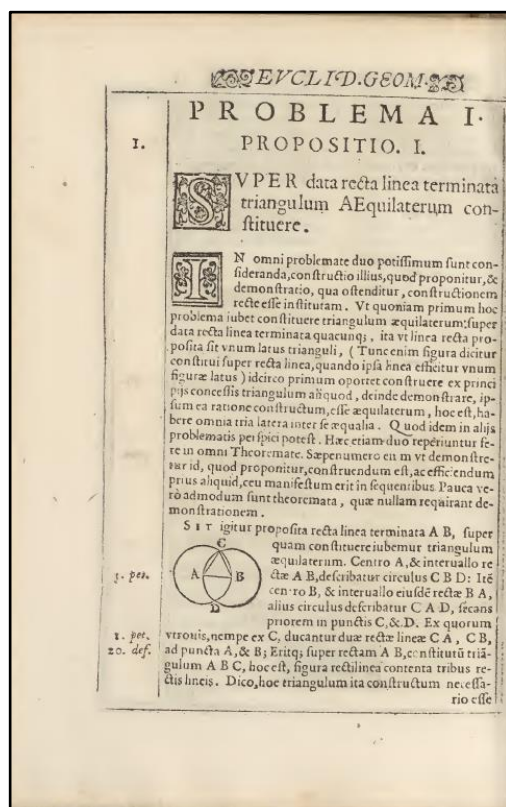 EVCLID. GEOM.
PROBLEMA I.
1. PROPOSITIO. I.
SVPER data recta linea terminata
triangulum AEquilaterum con-
stituere.
IN omni problemate duo potissimum sunt con-
sideranda, constructio illius, quod proponitur, &
demonstratio, qua ostenditur, constructionem
recte esse institutam. Vt quoniam primum hoc
problema iubet constituere triangulum æquilaterum; super
data recta linea terminata quacunq;, ita vt linea recta pro-
posita sit vnum latus trianguli, (Tunc enim figura dicitur
constitui super recta linea, quando ipsa linea efficitur vnum
figuræ latus) idcirco primum oportet construere ex princi
pijs concessis triangulum aliquod, deinde demonstrare, ip-
sum ea ratione constructum, esse æquilaterum, hoc est, ha-
bere omnia tria latera inter se æqualia. Quod idem in alijs
problematis perspici potest. Hæc etiam duo reperiuntur fe-
re in omni Theoremate. Sæpenumero enim vt demonstre-
tur id, quod proponitur, construendum est, ac efficiendum
prius aliquid, ceu manifestum erit in sequentibus Pauca ve-
rò admodum sunt theoremata, quæ nullam requirant de-
monstrationem.
SIT igitur proposita recta linea terminata A B, super
C quam constituere iubemur triangulum
æquilaterum. Centro A, & interuallo re
3. pet. A B ctæ A B, describatur circulus C B D: Itē
centro B, & interuallo eiusdē rectæ B A,
D alius circulus describatur C A D, secans
priorem in punctis C, & D. Ex quorum
1. pet. vtrouis, nempe ex C, ducantur duæ rectæ lineæ C A, C B,
20. def. ad puncta A, & B; Eritq; super rectam A B, constitutū triā-
gulum A B C, hoc est, figura rectilinea contenta tribus re-
ctis lineis. Dico, hoc triangulum ita constructum necessa-
rio esse